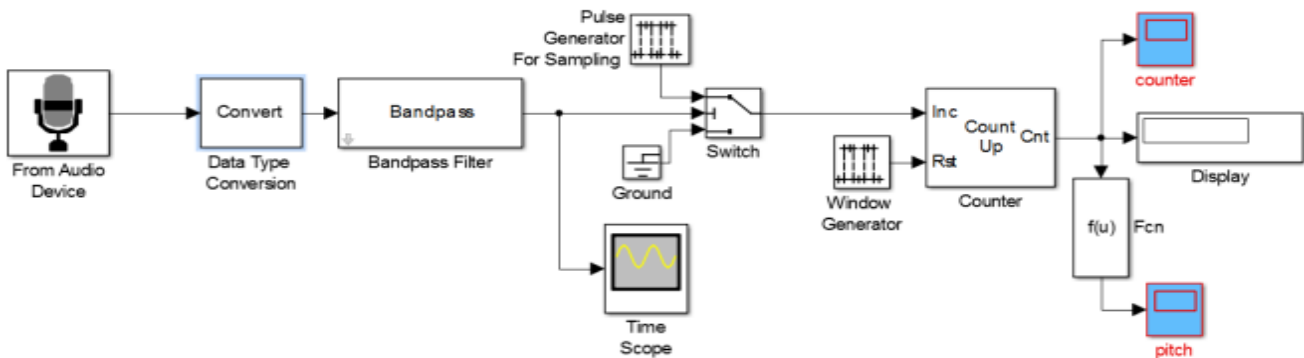 From Audio
Device
Convert
Data Type
Conversion
Bandpass
Bandpass Filter
Pulse
Generator
For Sampling
Ground
Switch
Time
Scope
Window
Generator
Inc
Rst
Count
Up
Cnt
Counter
counter
Display
f(u)
Fcn
pitch